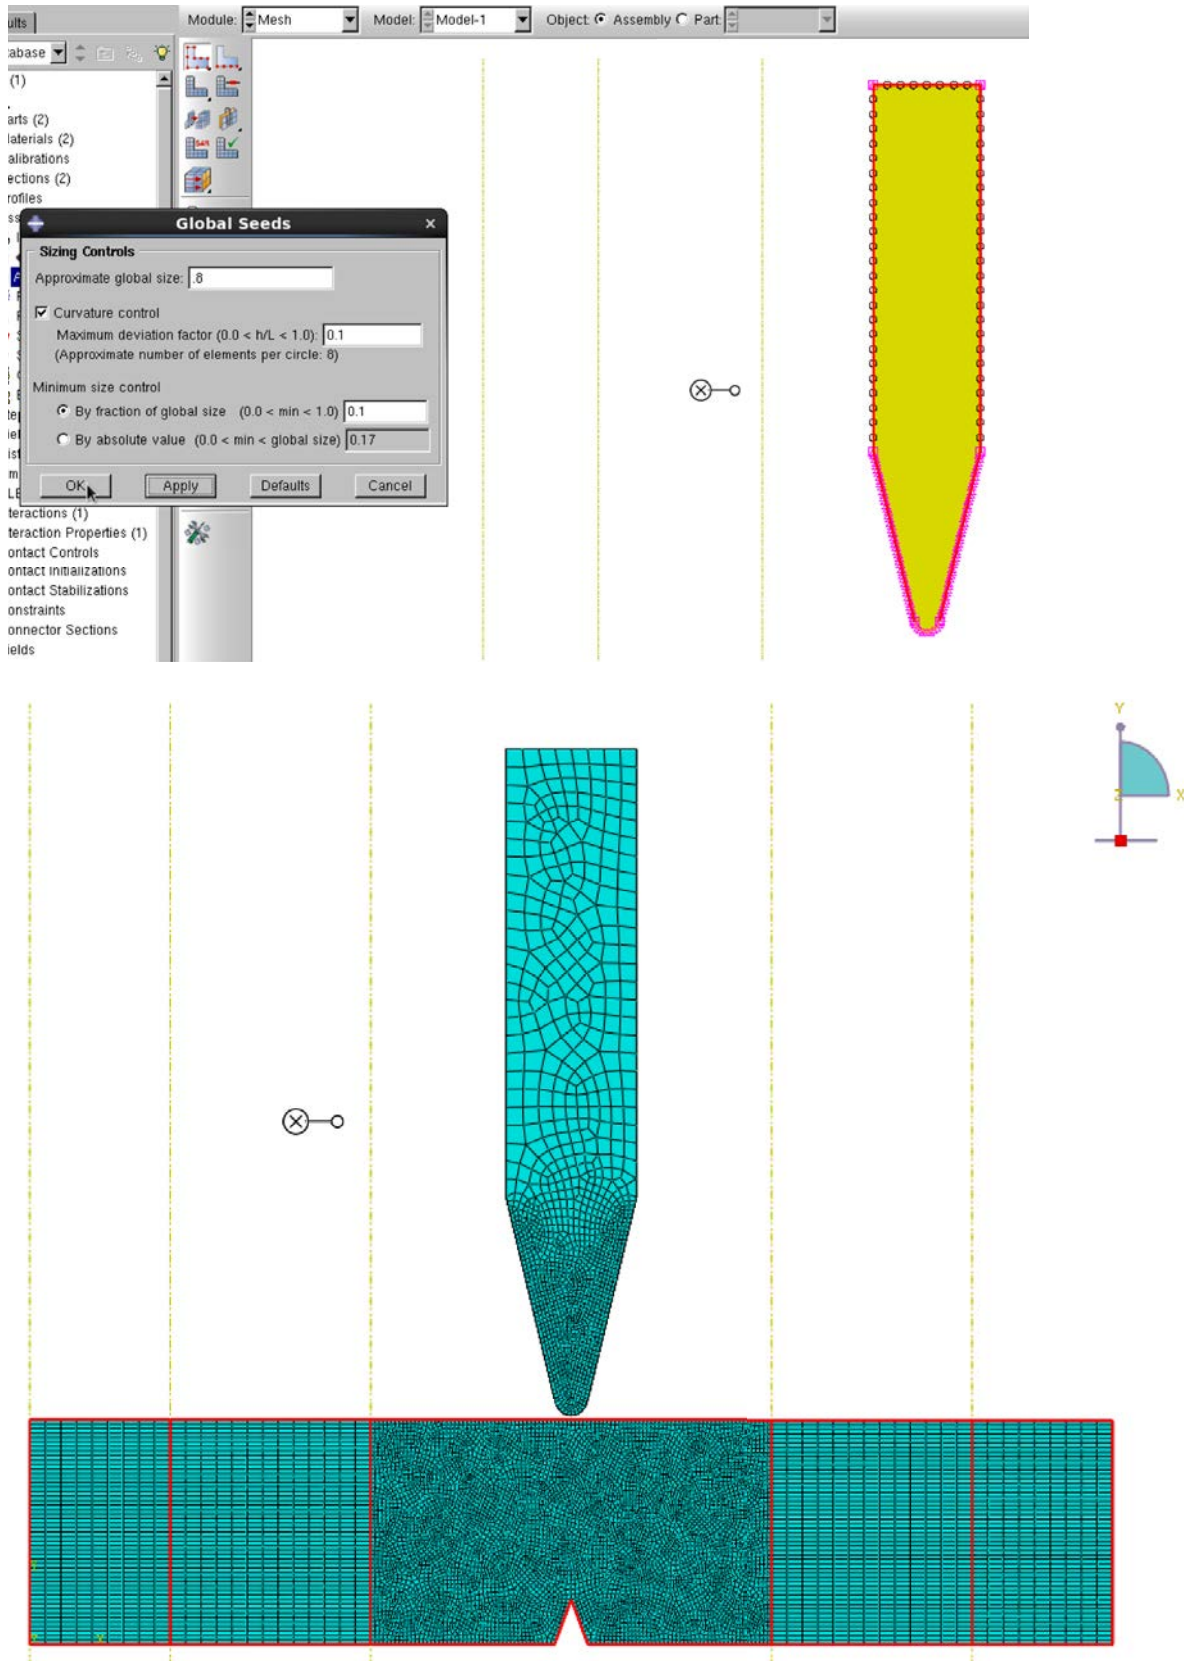 ults
Module: Mesh Model: Model-1 Object: Assembly Part:
abase
(1)
arts (2)
laterials (2)
alibrations
ections (2)
rofiles
Global Seeds
Sizing Controls
Approximate global size: .8
Curvature control
Maximum deviation factor (0.0 < h/L < 1.0): 0.1
(Approximate number of elements per circle: 8)
Minimum size control
By fraction of global size (0.0 < min < 1.0) 0.1
By absolute value (0.0 < min < global size) 0.17
OK Apply Defaults Cancel
teractions (1)
teraction Properties (1)
ontact Controls
ontact Initializations
ontact Stabilizations
onstraints
onnector Sections
ields
Y
Z X